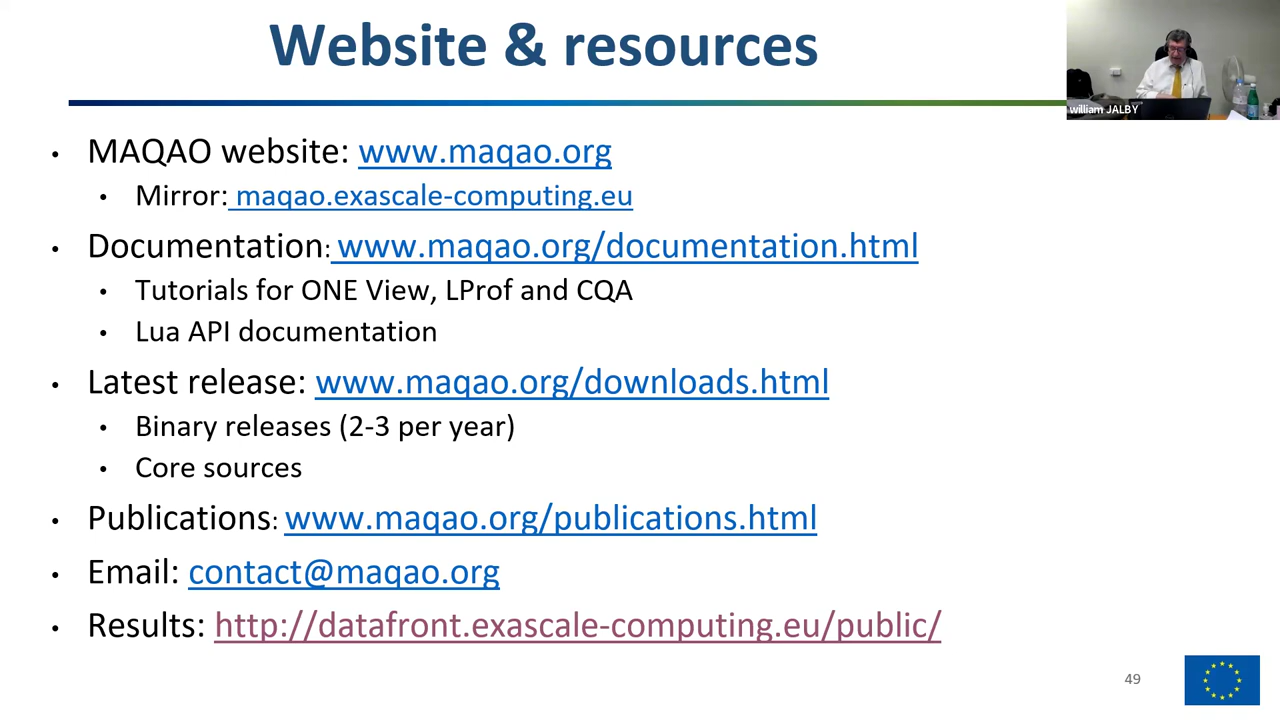 Website & resources
william JALBY
• MAQAO website: www.maqao.org
• Mirror: maqao.exascale-computing.eu
• Documentation: www.maqao.org/documentation.html
• Tutorials for ONE View, LProf and CQA
• Lua API documentation
• Latest release: www.maqao.org/downloads.html
• Binary releases (2-3 per year)
• Core sources
• Publications: www.maqao.org/publications.html
• Email: contact@maqao.org
• Results: http://datafront.exascale-computing.eu/public/
49